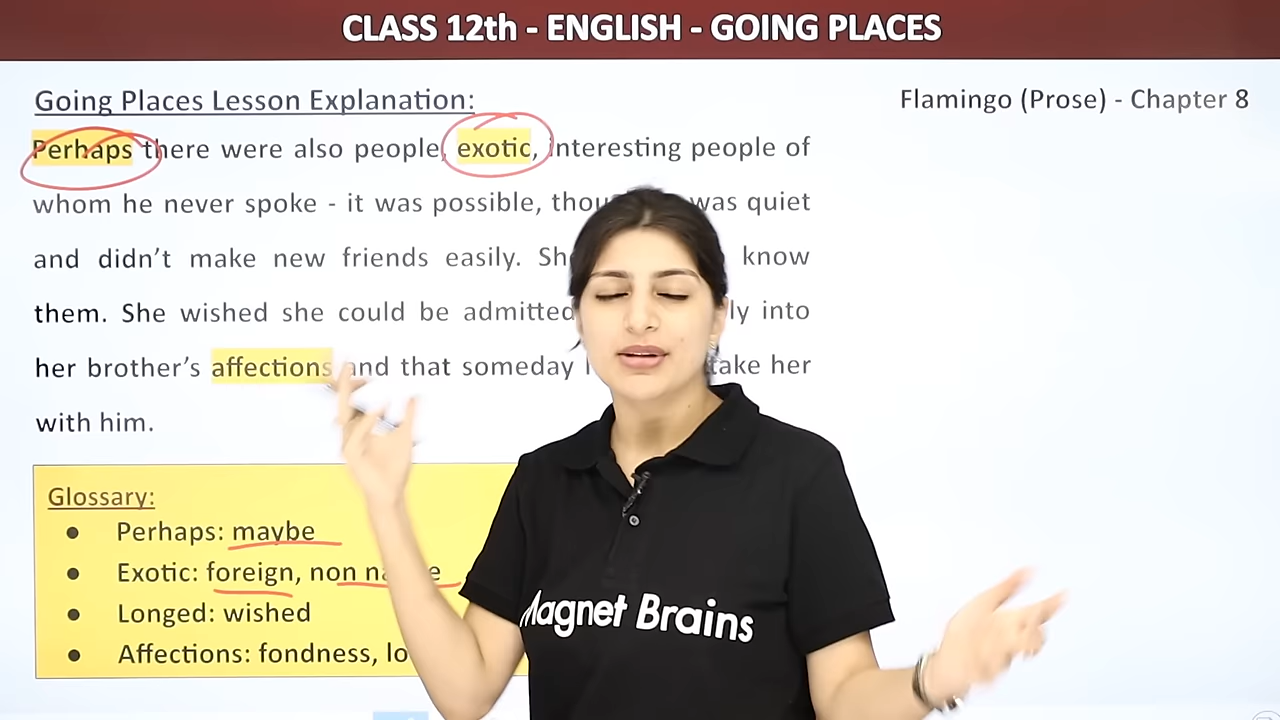 CLASS 12th - ENGLISH - GOING PLACES
Going Places Lesson Explanation:
Flamingo (Prose) - Chapter 8
Perhaps there were also people, exotic, interesting people of
whom he never spoke - it was possible, was quiet
and didn't make new friends easily. know
them. She wished she could be admitted into
her brother's affections and that someday take her
with him.
Glossary:
Perhaps: maybe
Exotic: foreign, non
Longed: wished
Affections: fondness,
Magnet Brains